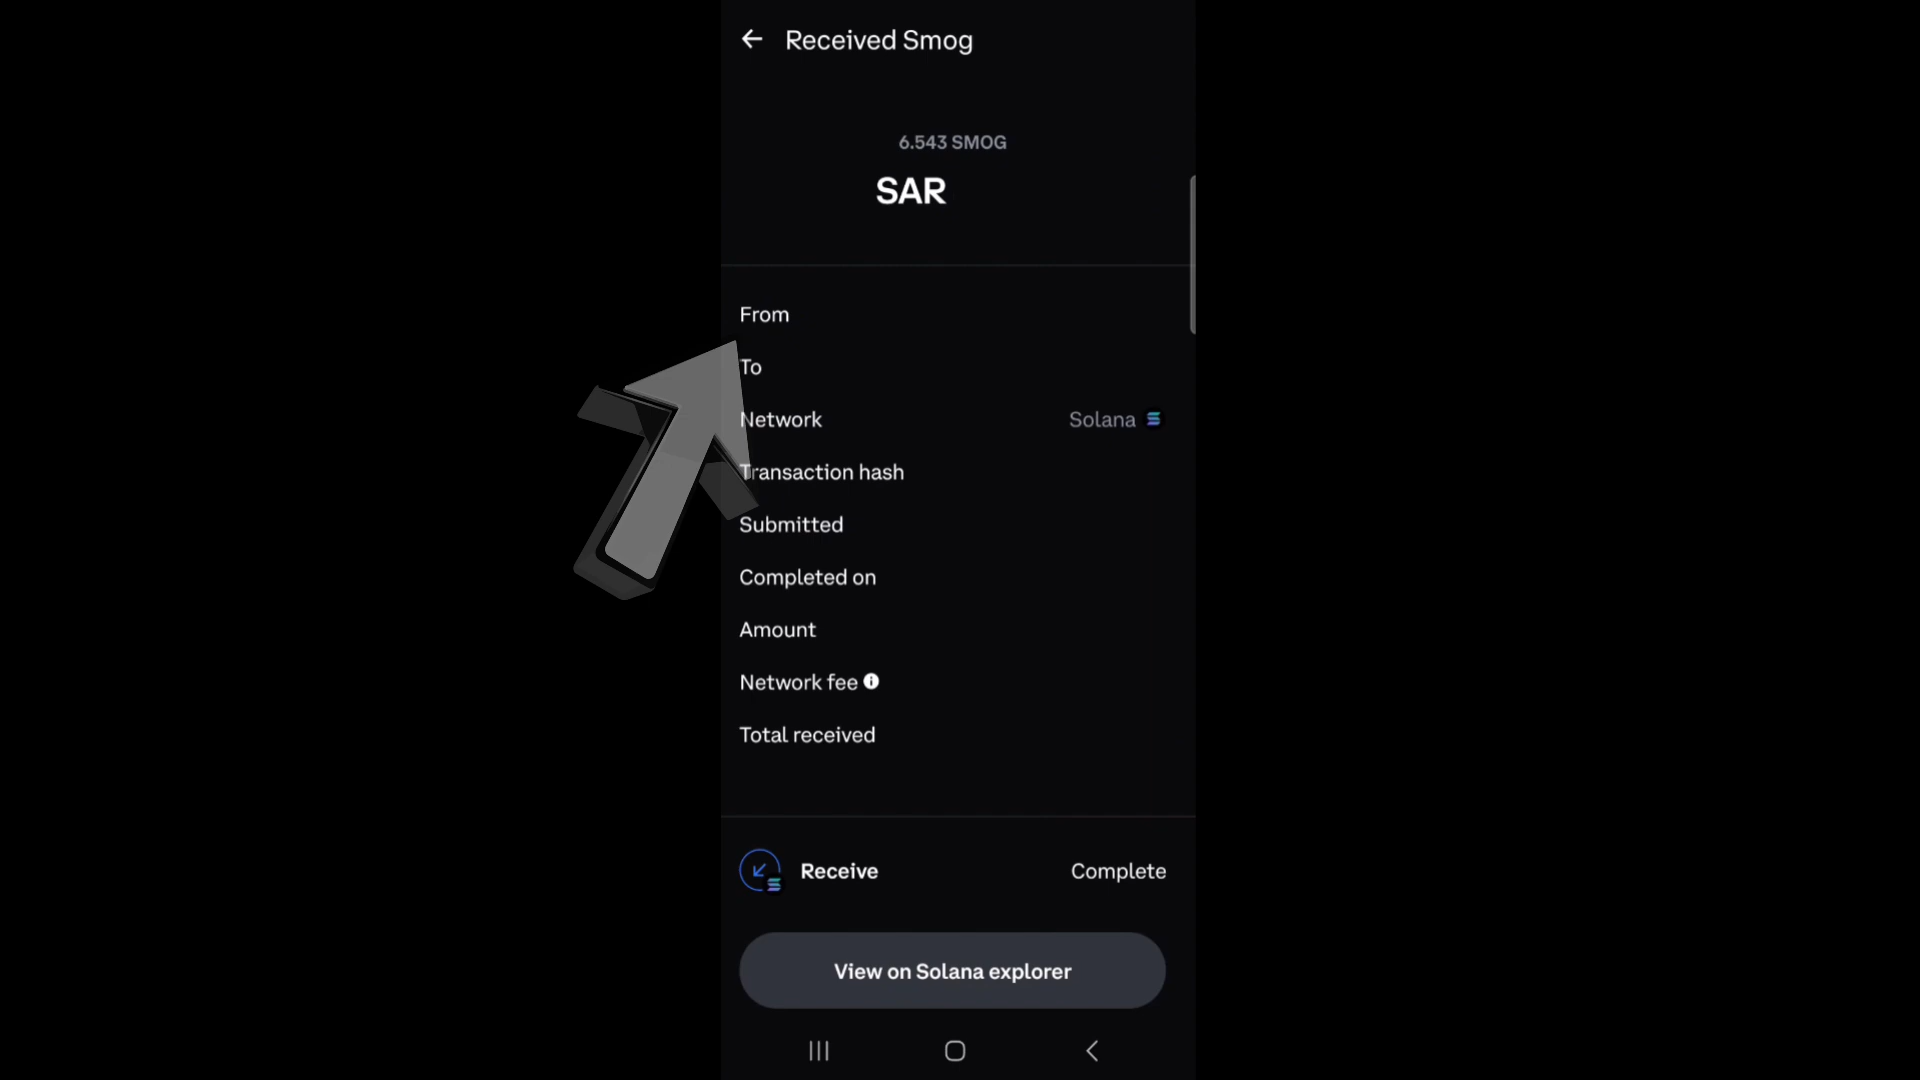 Received Smog
6.543 SMOG
SAR
From
To
Network Solana
Transaction hash
Submitted
Completed on
Amount
Network fee
Total received
Receive Complete
View on Solana explorer